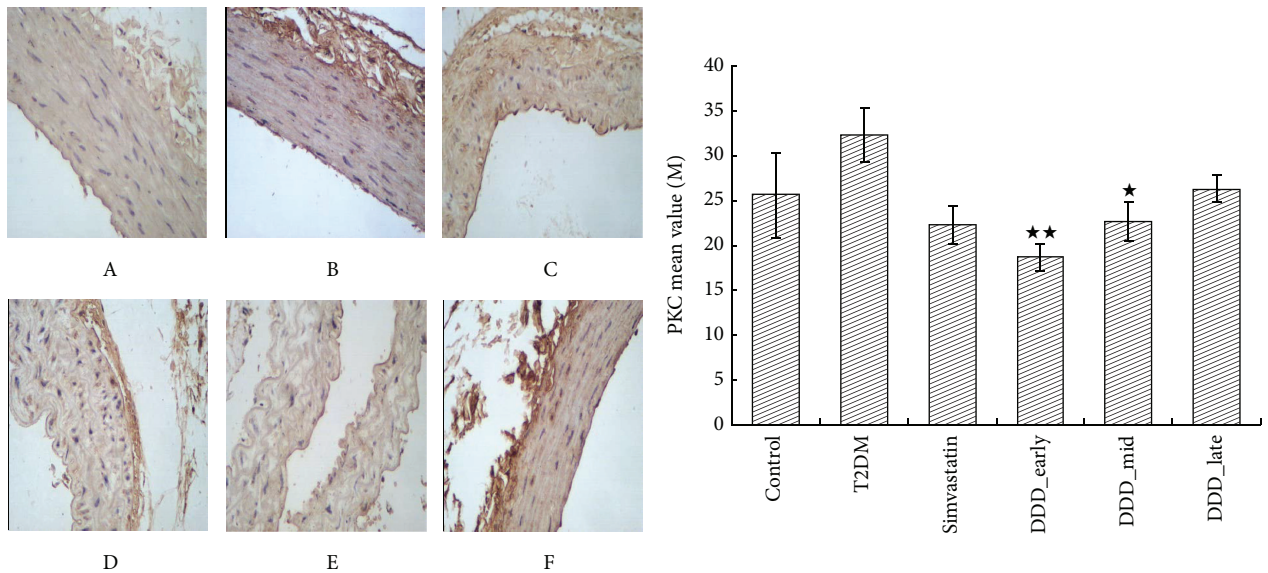 A
B
C
D
E
F
PKC mean value (M)
40
35
30
25
20
15
10
5
0
★★
★
Control
T2DM
Simvastatin
DDD_early
DDD_mid
DDD_late